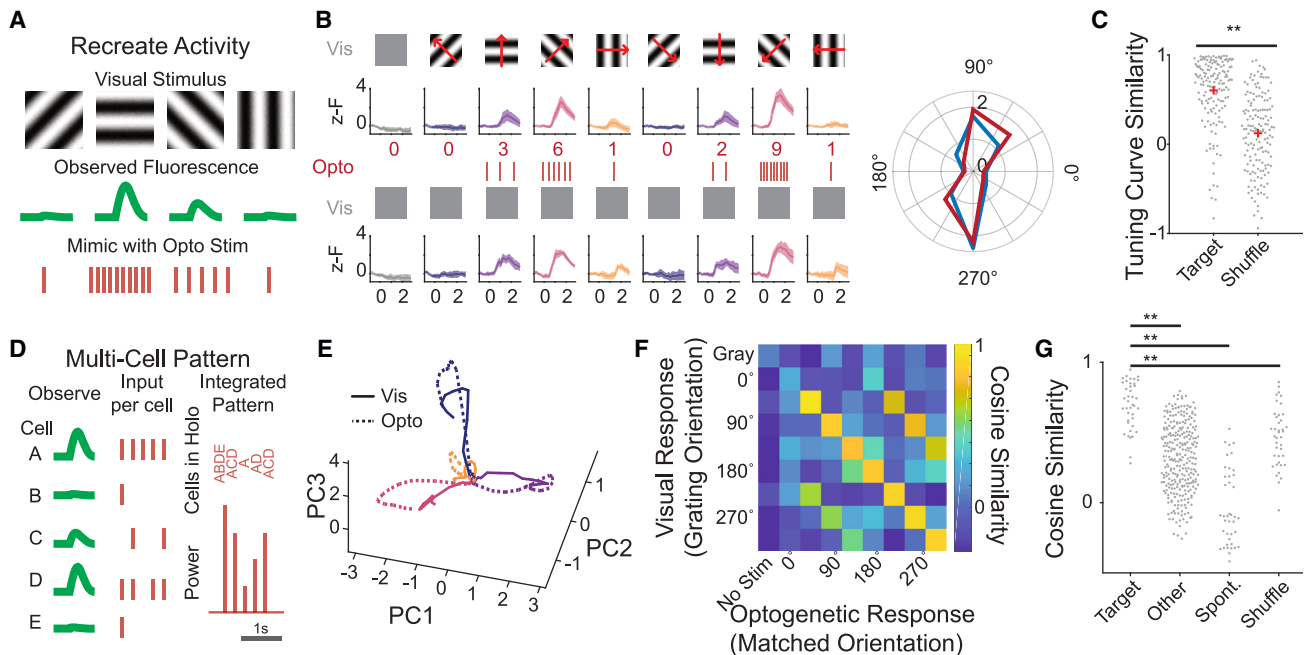 A
Recreate Activity
Visual Stimulus
Observed Fluorescence
Mimic with Opto Stim
B
Vis
z-F
4
0
0 0 3 6 1 0 2 9 1
Opto
Vis
z-F
4
0
0 2 0 2 0 2 0 2 0 2 0 2 0 2 0 2 0 2
90°
2
0
180°
0°
270°
C
**
Tuning Curve Similarity
1
0
-1
Target
Shuffle
D
Multi-Cell Pattern
Observe
Input
per cell
Integrated
Pattern
Cell
A
B
C
D
E
Cells in Holo
ABDE
ACD
A
AD
ACD
Power
1s
E
Vis
Opto
PC3
4
2
0
PC2
1
0
-1
PC1
-3 -2 -1 0 1 2 3
F
Visual Response
(Grating Orientation)
Gray
0°
90°
180°
270°
No Stim
0°
90°
180
270°
Optogenetic Response
(Matched Orientation)
1
0
Cosine Similarity
G
**
**
**
Cosine Similarity
1
0
Target
Other
Spont.
Shuffle